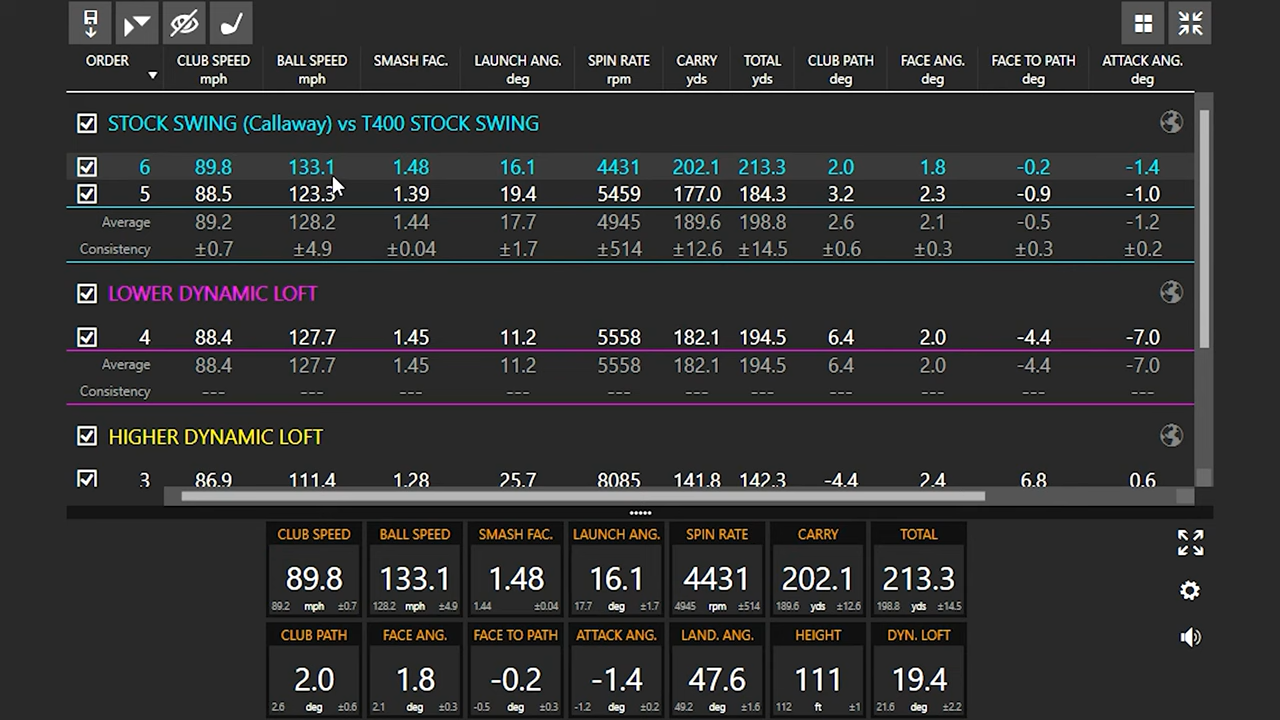 ORDER CLUB SPEED BALL SPEED SMASH FAC. LAUNCH ANG. SPIN RATE CARRY TOTAL CLUB PATH FACE ANG. FACE TO PATH ATTACK ANG.
mph mph deg rpm yds yds deg deg deg deg
STOCK SWING (Callaway) vs T400 STOCK SWING
6 89.8 133.1 1.48 16.1 4431 202.1 213.3 2.0 1.8 -0.2 -1.4
5 88.5 123.3 1.39 19.4 5459 177.0 184.3 3.2 2.3 -0.9 -1.0
Average 89.2 128.2 1.44 17.7 4945 189.6 198.8 2.6 2.1 -0.5 -1.2
Consistency ±0.7 ±4.9 ±0.04 ±1.7 ±514 ±12.6 ±14.5 ±0.6 ±0.3 ±0.3 ±0.2
LOWER DYNAMIC LOFT
4 88.4 127.7 1.45 11.2 5558 182.1 194.5 6.4 2.0 -4.4 -7.0
Average 88.4 127.7 1.45 11.2 5558 182.1 194.5 6.4 2.0 -4.4 -7.0
Consistency --- --- --- --- --- --- --- --- --- --- ---
HIGHER DYNAMIC LOFT
3 86.9 111.4 1.28 25.7 8085 141.8 142.3 -4.4 2.4 6.8 0.6
CLUB SPEED BALL SPEED SMASH FAC. LAUNCH ANG. SPIN RATE CARRY TOTAL
89.8 133.1 1.48 16.1 4431 202.1 213.3
89.2 mph ±0.7 128.2 mph ±4.9 1.44 ±0.04 17.7 deg ±1.7 4945 rpm ±514 189.6 yds ±12.6 198.8 yds ±14.5
CLUB PATH FACE ANG. FACE TO PATH ATTACK ANG. LAND. ANG. HEIGHT DYN. LOFT
2.0 1.8 -0.2 -1.4 47.6 111 19.4
2.6 deg ±0.6 2.1 deg ±0.3 -0.5 deg ±0.3 -1.2 deg ±0.2 49.2 deg ±1.6 112 ft ±1 21.6 deg ±2.2